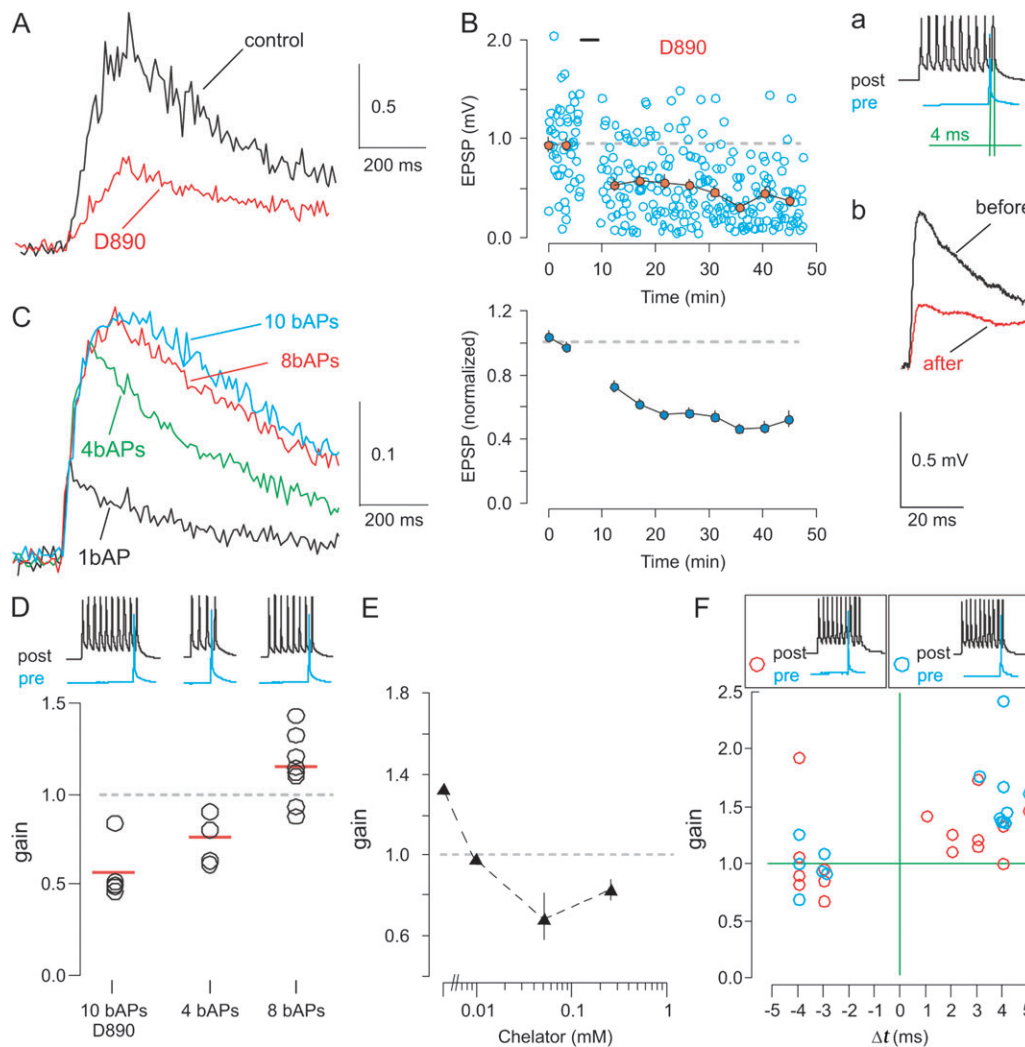 A
control
0.5
200 ms
D890
B
D890
2.0
1.0
0.0
EPSP (mV)
0 10 20 30 40 50
Time (min)
1.2
1.0
0.8
0.4
0.0
EPSP (normalized)
0 10 20 30 40 50
Time (min)
a
post
pre
4 ms
b
before
after
0.5 mV
20 ms
C
10 bAPs
8bAPs
4bAPs
1bAP
0.1
200 ms
D
post
pre
1.5
1.0
0.5
0.0
gain
10 bAPs 4 bAPs 8 bAPs
D890
E
1.8
1.4
1.0
0.6
gain
0.01 0.1 1
Chelator (mM)
F
post
pre
post
pre
2.5
2.0
1.5
1.0
0.5
0
gain
-5 -4 -3 -2 -1 0 1 2 3 4 5
Δt (ms)